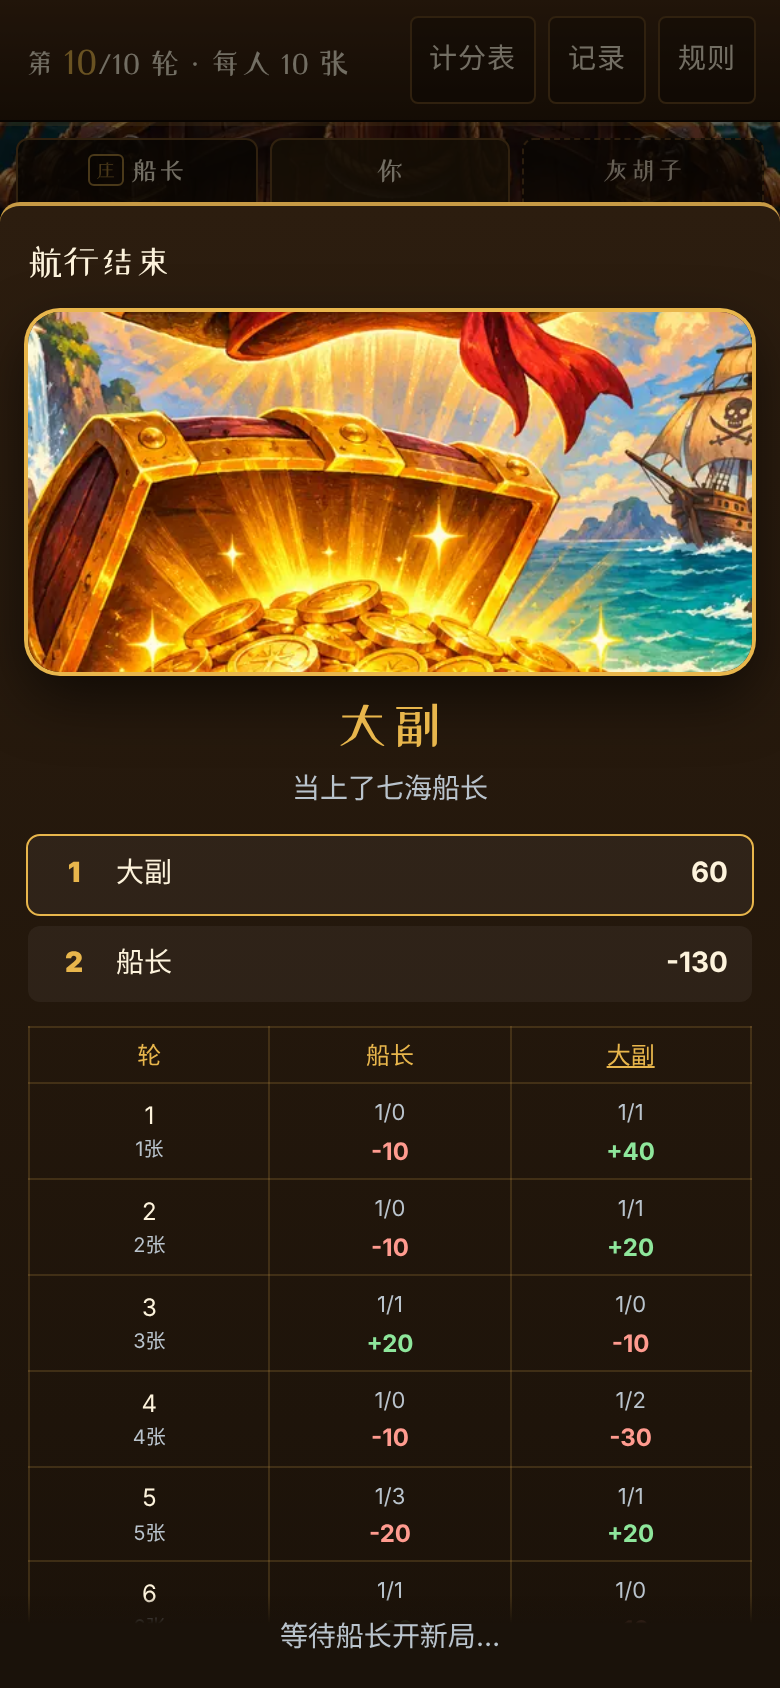 第 10/10 轮 · 每人 10 张
计分表
记录
规则
庄 船长
你
灰胡子
航行结束
大副
当上了七海船长
1 大副 60
2 船长 -130
轮 船长 大副
1 1/0 1/1
1张 -10 +40
2 1/0 1/1
2张 -10 +20
3 1/1 1/0
3张 +20 -10
4 1/0 1/2
4张 -10 -30
5 1/3 1/1
5张 -20 +20
6 1/1 1/0
等待船长开新局...